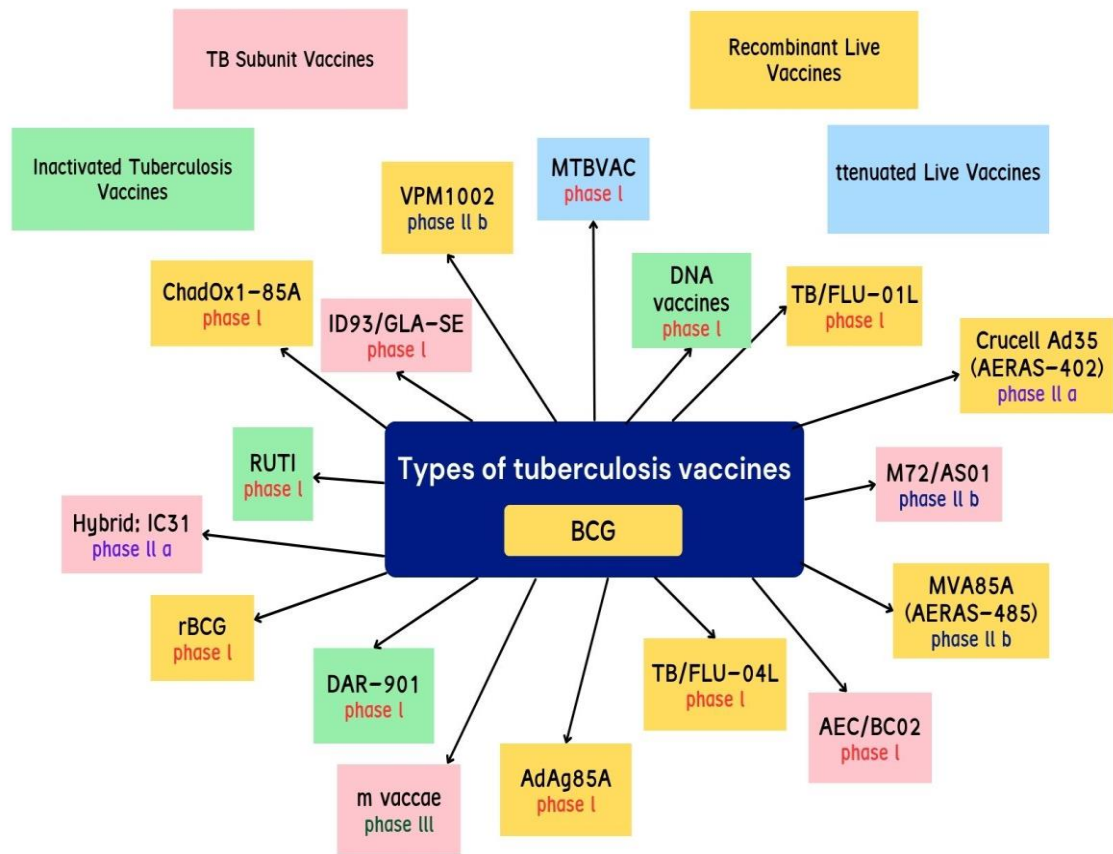 TB Subunit Vaccines
Recombinant Live
Vaccines
Inactivated Tuberculosis
Vaccines
ttenuated Live Vaccines
MTBVAC
phase l
VPM1002
phase ll b
DNA
vaccines
phase l
TB/FLU-01L
phase l
ChadOx1-85A
phase l
ID93/GLA-SE
phase l
Crucell Ad35
(AERAS-402)
phase ll a
RUTI
phase l
Types of tuberculosis vaccines
BCG
M72/AS01
phase ll b
Hybrid; IC31
phase ll a
MVA85A
(AERAS-485)
phase ll b
rBCG
phase l
DAR-901
phase l
TB/FLU-04L
phase l
AEC/BC02
phase l
m vaccae
phase lll
AdAg85A
phase l